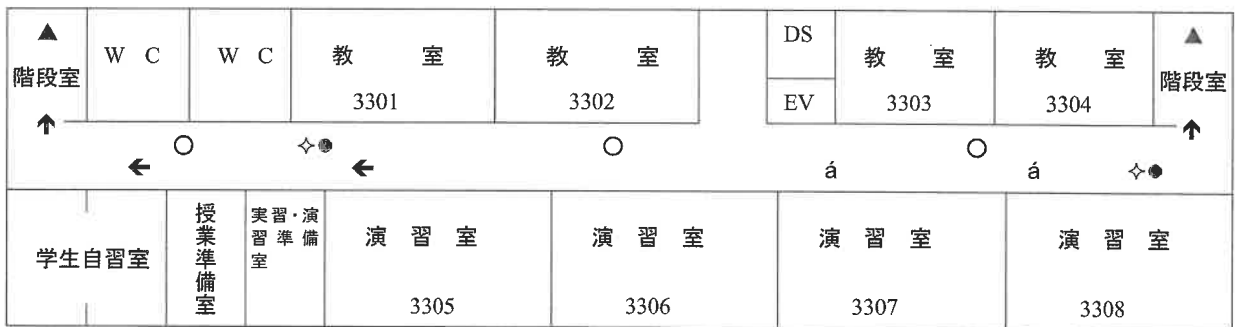 ▲ ▲
階段室 W C W C 教 室 教 室 DS 教 室 教 室 階段室
3301 3302 EV 3303 3304
↑ ↑
○ ✧● ○ ○
← ← á á ✧●
学生自習室
授業準備室
実習・演
習準備
室
演習室 演習室 演習室 演習室
3305 3306 3307 3308